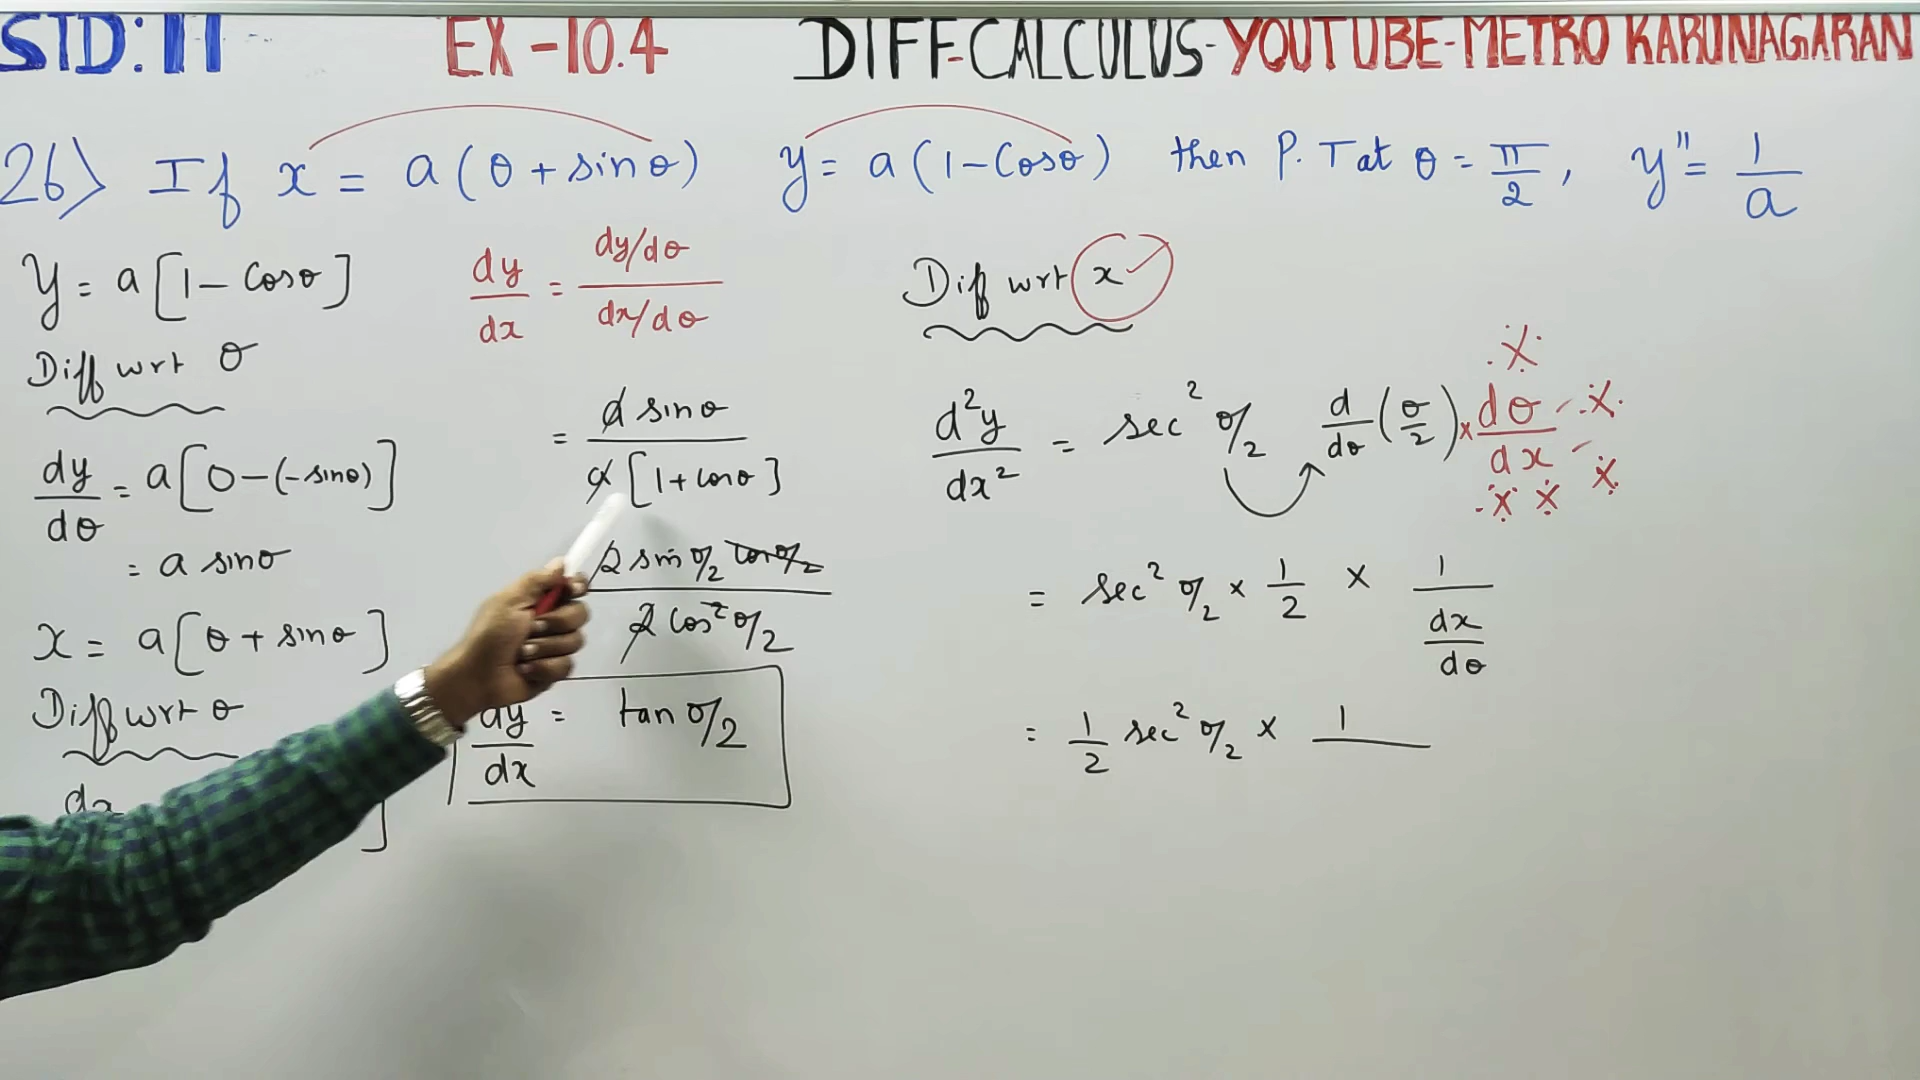 STD: 11 EX - 10.4 DIFF-CALCULUS-YOUTUBE-METRO KARUNAGARAN
26) If x = a(θ + sinθ) y = a(1-Cosθ) then P.T at θ = π/2, y'' = 1/a
y = a[1 - Cosθ]
Diff wrt θ
dy/dθ = a[0-(-sinθ)]
= a sinθ
x = a[θ + sinθ]
Diff wrt θ
dx
]
dy/dx = dy/dθ / dx/dθ
= a sinθ / a[1+cosθ]
2 sin θ/2 cos θ/2 / 2 cos² θ/2
dy/dx = tan θ/2
Diff wrt x ✓
d²y/dx² = sec² θ/2 d/dθ (θ/2) × dθ/dx
= sec² θ/2 × 1/2 × 1 / dx/dθ
= 1/2 sec² θ/2 × 1/